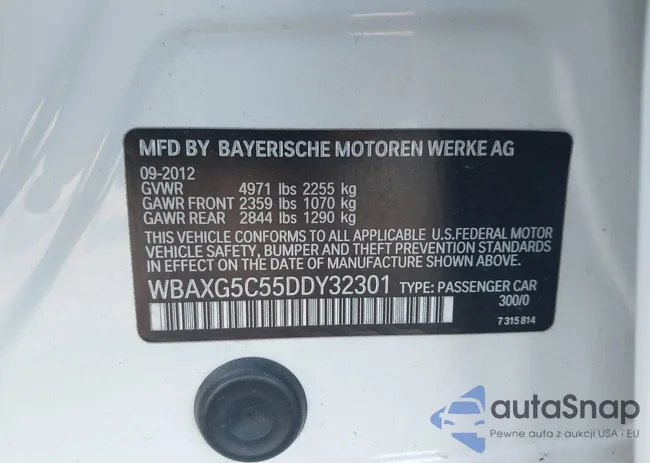 MFD BY BAYERISCHE MOTOREN WERKE AG
09-2012
GVWR 4971 lbs 2255 kg
GAWR FRONT 2359 lbs 1070 kg
GAWR REAR 2844 lbs 1290 kg
THIS VEHICLE CONFORMS TO ALL APPLICABLE U.S.FEDERAL MOTOR
VEHICLE SAFETY, BUMPER AND THEFT PREVENTION STANDARDS
IN EFFECT ON THE DATE OF MANUFACTURE SHOWN ABOVE.
WBAXG5C55DDY32301 TYPE: PASSENGER CAR
300/0
7 315 814
autaSnap
Pewne auta z aukcji USA i EU